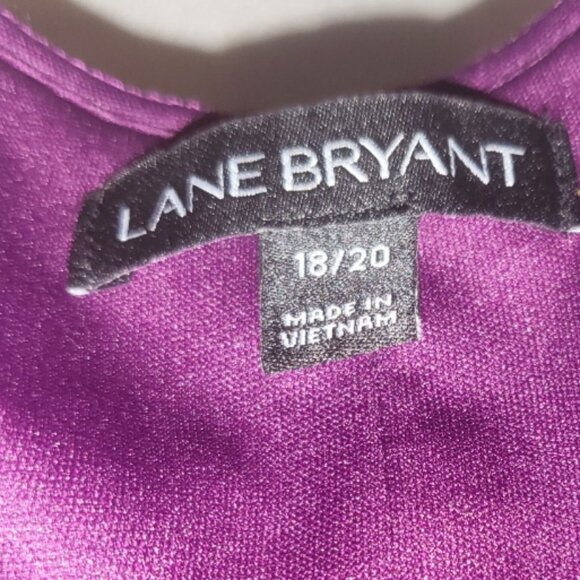 LANE BRYANT
18/20
MADE IN
VIETNAM